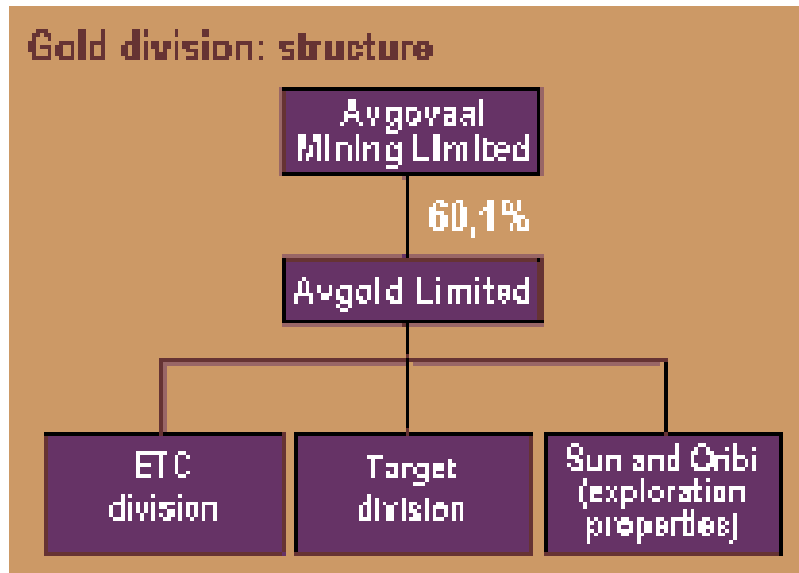 Gold division: structure
Avgovaal
Mining Limited
60,1%
Avgold Limited
ETC
division
Target
division
Sun and Oribi
(exploration
properties)